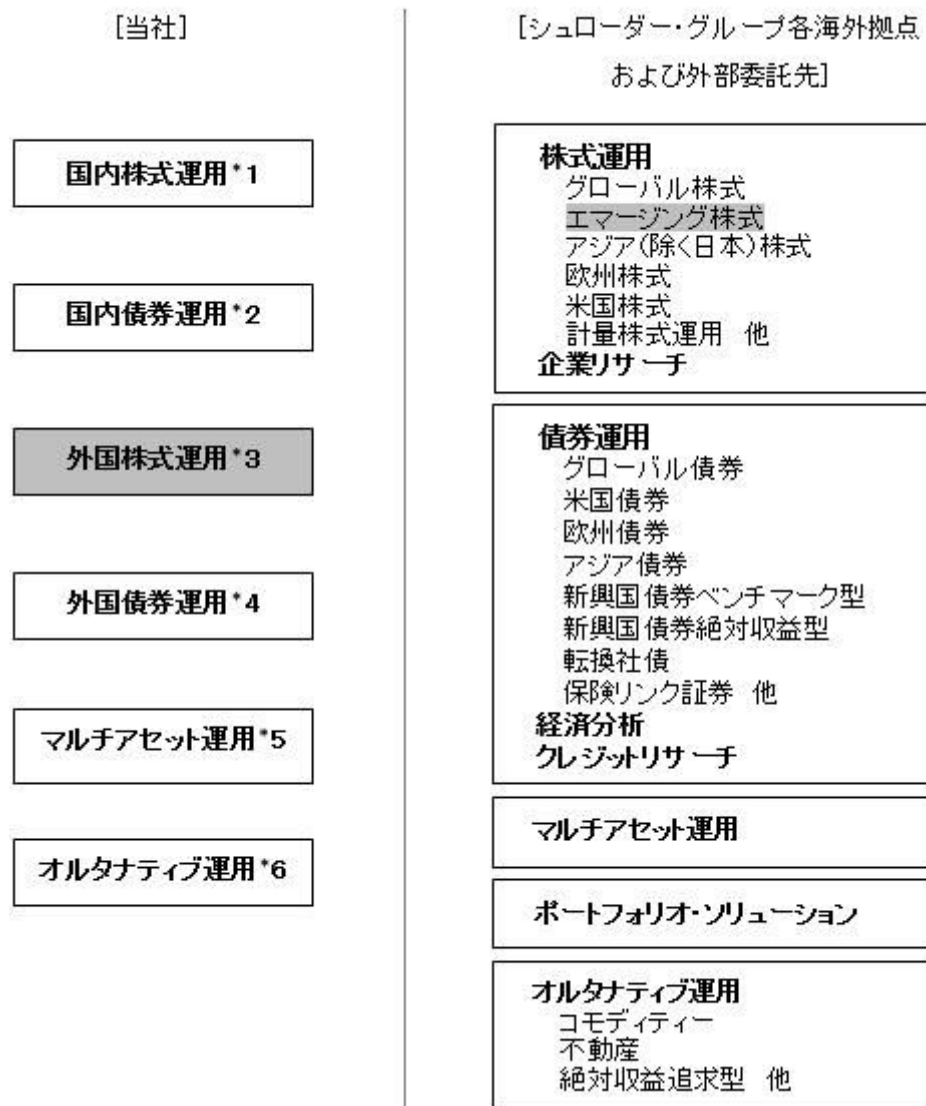 [当社]
国内株式運用*1
国内債券運用*2
外国株式運用*3
外国債券運用*4
マルチアセット運用*5
オルタナティブ運用*6
[シュローダー・グループ各海外拠点
および外部委託先]
株式運用
グローバル株式
エマージング株式
アジア(除く日本)株式
欧州株式
米国株式
計量株式運用 他
企業リサーチ
債券運用
グローバル債券
米国債券
欧州債券
アジア債券
新興国債券ベンチマーク型
新興国債券絶対収益型
転換社債
保険リンク証券 他
経済分析
クレジットリサーチ
マルチアセット運用
ポートフォリオ・ソリューション
オルタナティブ運用
コモディティー
不動産
絶対収益追求型 他